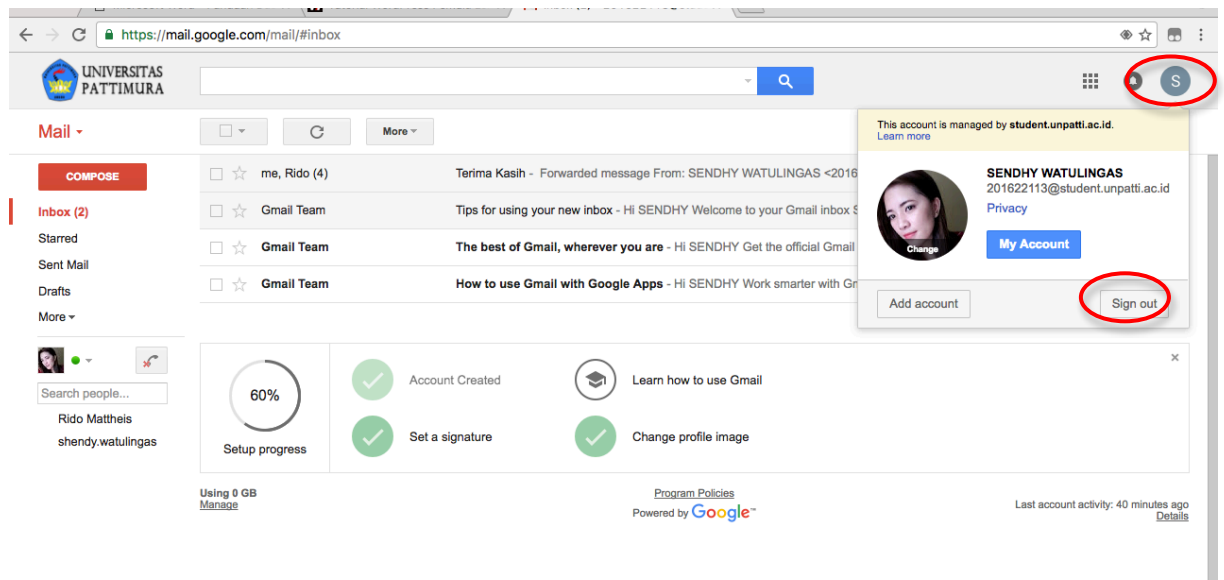 https://mail.google.com/mail/#inbox
UNIVERSITAS
PATTIMURA
S
Mail
More
This account is managed by student.unpatti.ac.id.
Learn more
COMPOSE
Inbox (2)
Starred
Sent Mail
Drafts
More
me, Rido (4) Terima Kasih - Forwarded message From: SENDHY WATULINGAS <2016
Gmail Team Tips for using your new inbox - Hi SENDHY Welcome to your Gmail inbox
Gmail Team The best of Gmail, wherever you are - Hi SENDHY Get the official Gmail
Gmail Team How to use Gmail with Google Apps - Hi SENDHY Work smarter with
SENDHY WATULINGAS
201622113@student.unpatti.ac.id
Privacy
Change
My Account
Add account
Sign out
Search people...
Rido Mattheis
shendy.watulingas
60%
Setup progress
Account Created
Learn how to use Gmail
Set a signature
Change profile image
Using 0 GB
Manage
Program Policies
Powered by Google™
Last account activity: 40 minutes ago
Details